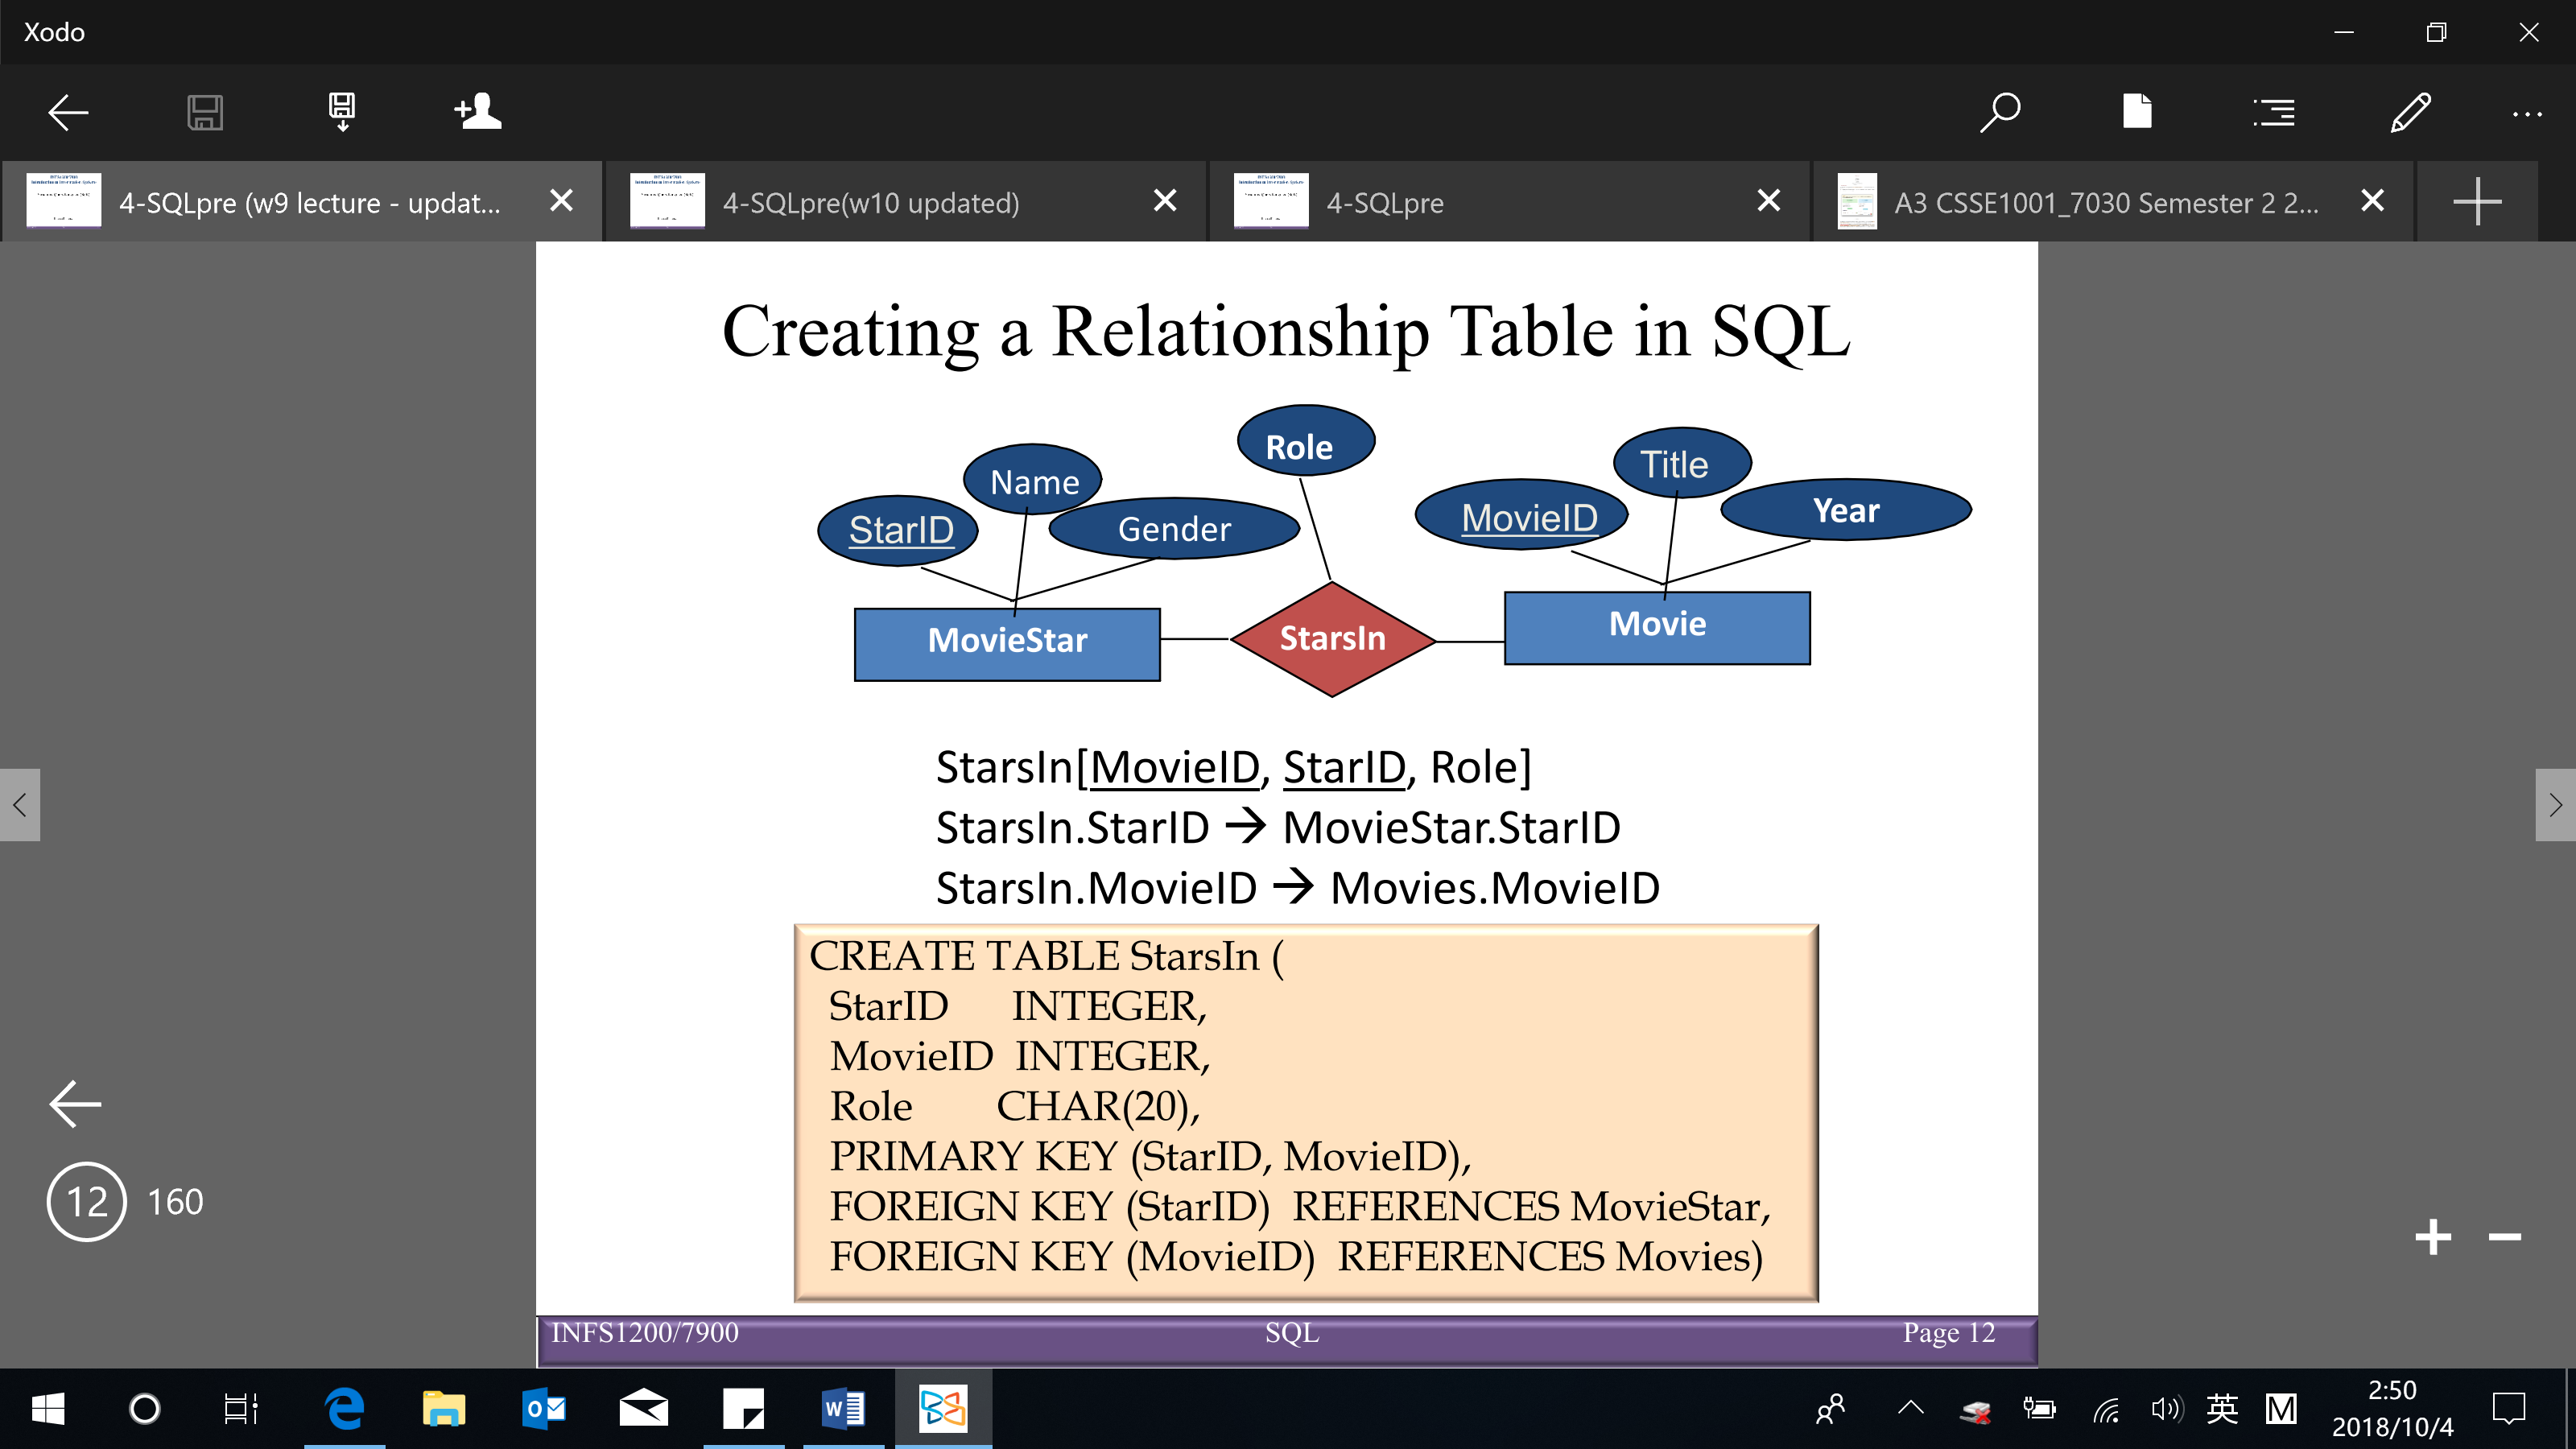 Xodo
4-SQLpre (w9 lecture - updat...
4-SQLpre(w10 updated)
4-SQLpre
A3 CSSE1001_7030 Semester 2 2...
Creating a Relationship Table in SQL
Role
Title
Name
StarID
Gender
MovieID
Year
MovieStar
StarsIn
Movie
StarsIn[MovieID, StarID, Role]
StarsIn.StarID → MovieStar.StarID
StarsIn.MovieID → Movies.MovieID
CREATE TABLE StarsIn (
StarID INTEGER,
MovieID INTEGER,
Role CHAR(20),
PRIMARY KEY (StarID, MovieID),
FOREIGN KEY (StarID) REFERENCES MovieStar,
FOREIGN KEY (MovieID) REFERENCES Movies)
12 160
INFS1200/7900 SQL Page 12
英 M
2:50
2018/10/4